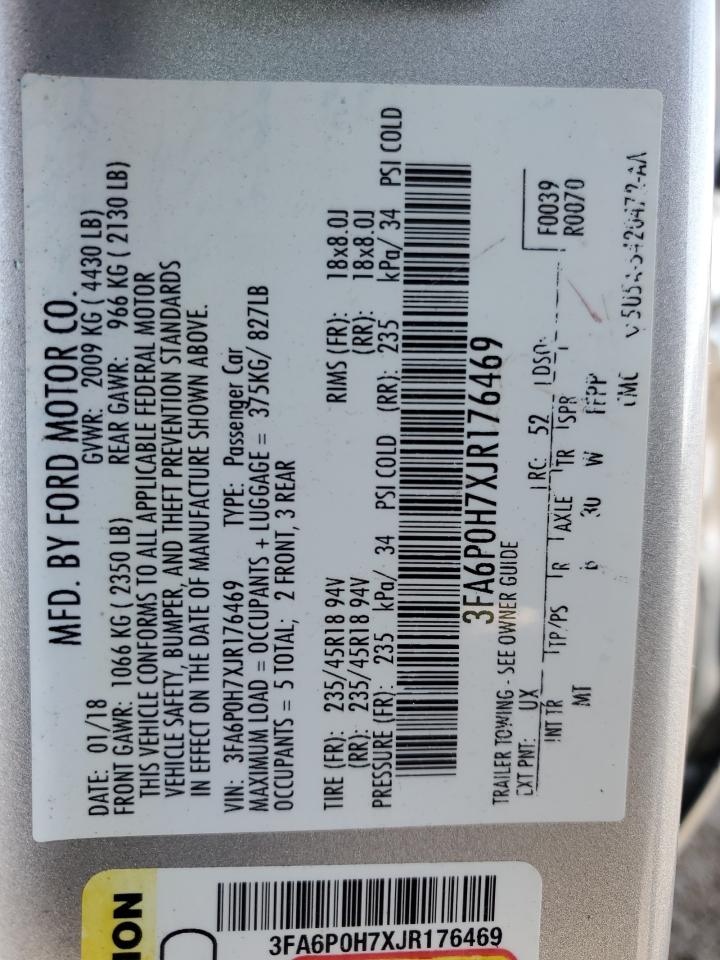 MFD. BY FORD MOTOR CO.
DATE: 01/18 GVWR: 2009 KG ( 4430 LB)
FRONT GAWR: 1066 KG ( 2350 LB) REAR GAWR: 966 KG ( 2130 LB)
THIS VEHICLE CONFORMS TO ALL APPLICABLE FEDERAL MOTOR
VEHICLE SAFETY, BUMPER, AND THEFT PREVENTION STANDARDS
IN EFFECT ON THE DATE OF MANUFACTURE SHOWN ABOVE.
VIN: 3FA6P0H7XJR176469 TYPE: Passenger Car
MAXIMUM LOAD = OCCUPANTS + LUGGAGE = 375KG/ 827LB
OCCUPANTS = 5 TOTAL; 2 FRONT, 3 REAR
TIRE (FR): 235/45R18 94V RIMS (FR): 18x8.0J
(RR): 235/45R18 94V (RR): 18x8.0J
PRESSURE (FR): 235 kPa/ 34 PSI COLD (RR): 235 kPa/ 34 PSI COLD
3FA6P0H7XJR176469
TRAILER TOWING - SEE OWNER GUIDE
F0039
R0070
EXT PNT: UX RC: 52 DSO:
INT TR TP/PS R AXLE TR SPR
MT 6 30 W FFPP
ION
3FA6P0H7XJR176469